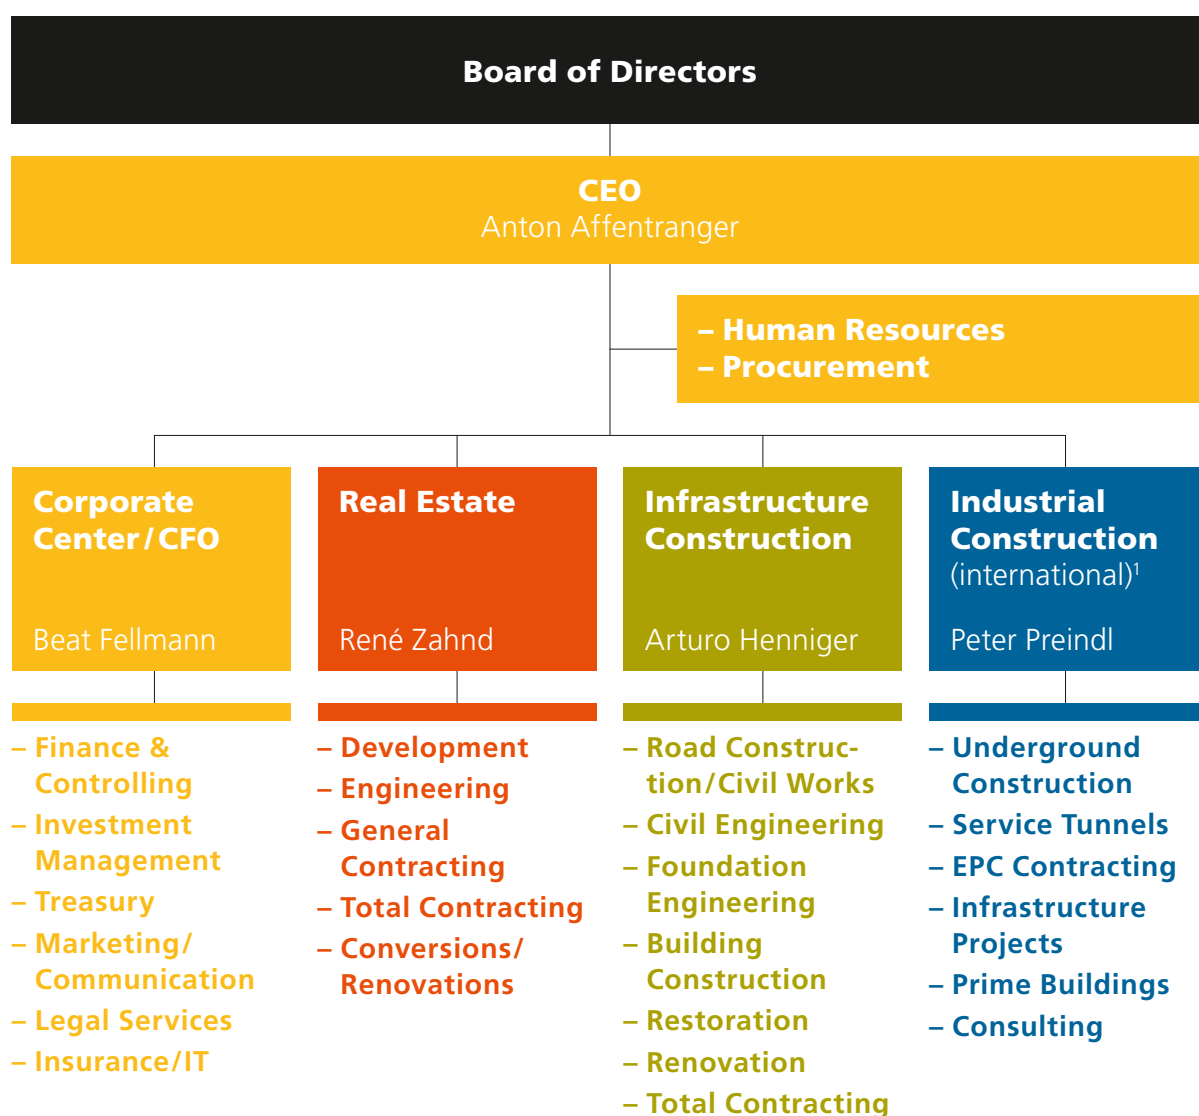 Board of Directors
CEO
Anton Affentranger
– Human Resources
– Procurement
Corporate
Center/CFO
Beat Fellmann
Real Estate
René Zahnd
Infrastructure
Construction
Arturo Henniger
Industrial
Construction
(international)¹
Peter Preindl
– Finance &
Controlling
– Investment
Management
– Treasury
– Marketing/
Communication
– Legal Services
– Insurance/IT
– Development
– Engineering
– General
Contracting
– Total Contracting
– Conversions/
Renovations
– Road Construc-
tion/Civil Works
– Civil Engineering
– Foundation
Engineering
– Building
Construction
– Restoration
– Renovation
– Total Contracting
– Underground
Construction
– Service Tunnels
– EPC Contracting
– Infrastructure
Projects
– Prime Buildings
– Consulting